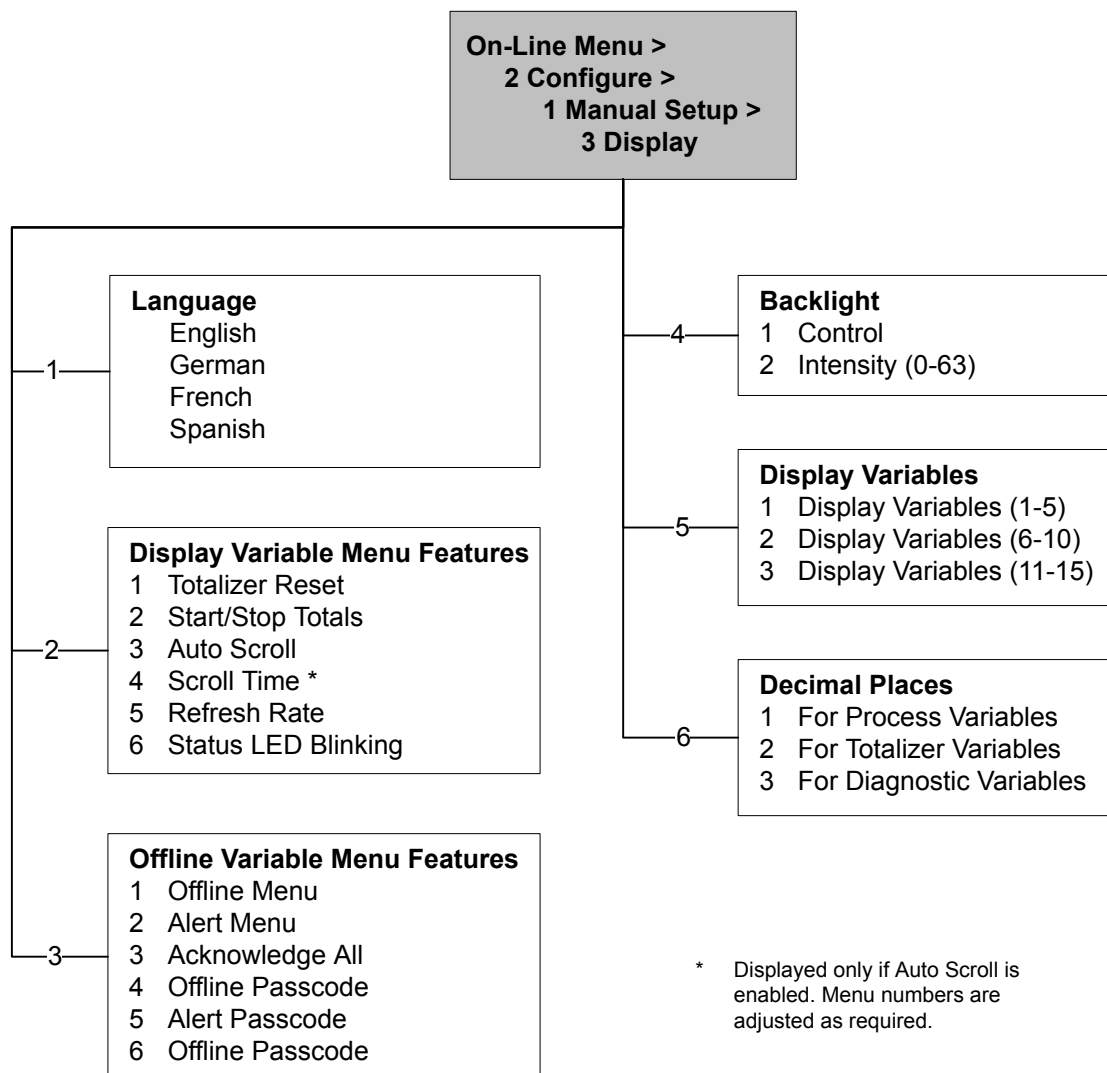 On-Line Menu >
2 Configure >
1 Manual Setup >
3 Display
1
Language
English
German
French
Spanish
2
Display Variable Menu Features
1 Totalizer Reset
2 Start/Stop Totals
3 Auto Scroll
4 Scroll Time *
5 Refresh Rate
6 Status LED Blinking
3
Offline Variable Menu Features
1 Offline Menu
2 Alert Menu
3 Acknowledge All
4 Offline Passcode
5 Alert Passcode
6 Offline Passcode
4
Backlight
1 Control
2 Intensity (0-63)
5
Display Variables
1 Display Variables (1-5)
2 Display Variables (6-10)
3 Display Variables (11-15)
6
Decimal Places
1 For Process Variables
2 For Totalizer Variables
3 For Diagnostic Variables
* Displayed only if Auto Scroll is
enabled. Menu numbers are
adjusted as required.